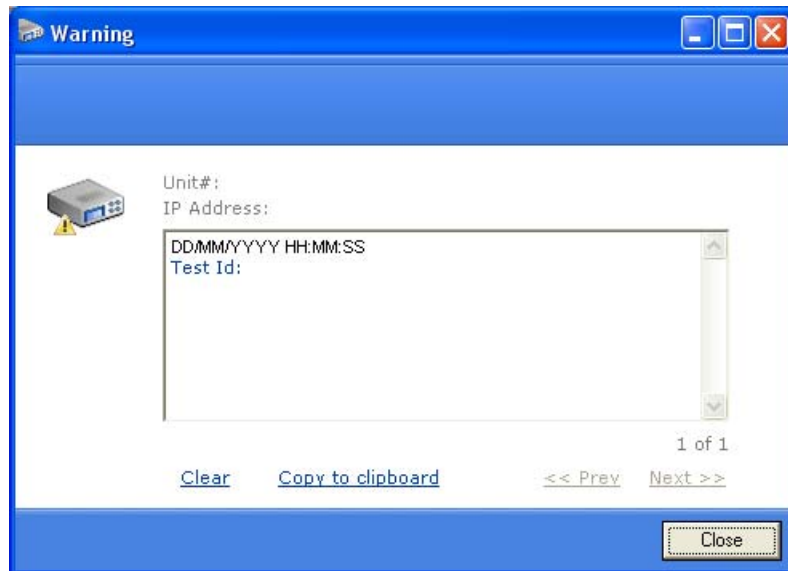 Warning
Unit#:
IP Address:
DD/MM/YYYY HH:MM:SS
Test Id:
1 of 1
Clear Copy to clipboard << Prev Next >>
Close